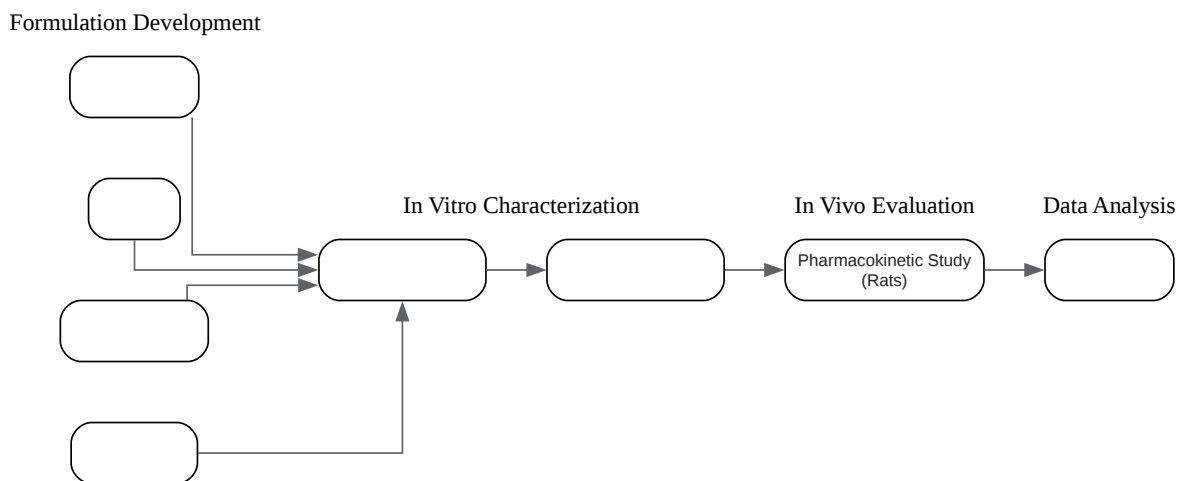 Formulation Development
In Vitro Characterization
In Vivo Evaluation
Data Analysis
Pharmacokinetic Study
(Rats)